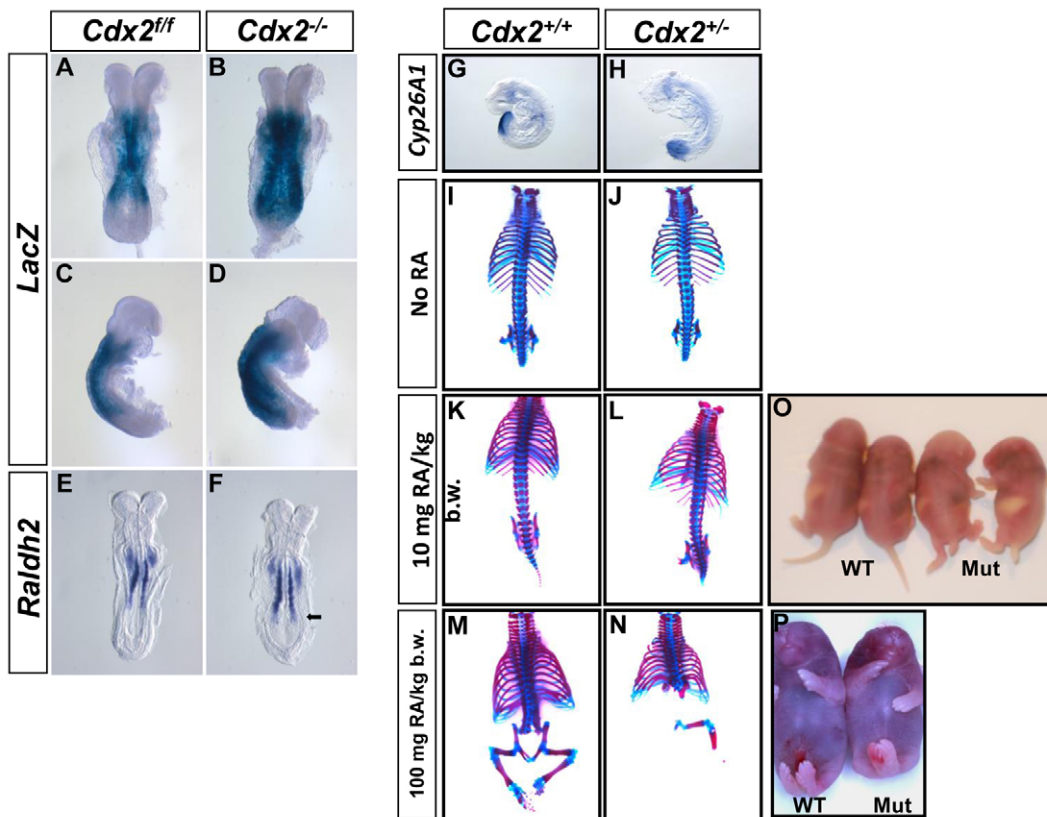 Cdx2f/f
Cdx2-/-
LacZ
A
B
C
D
Raldh2
E
F
Cdx2+/+
Cdx2+/-
Cyp26A1
G
H
No RA
I
J
10 mg RA/kg
b.w.
K
L
O
WT
Mut
100 mg RA/kg b.w.
M
N
P
WT
Mut